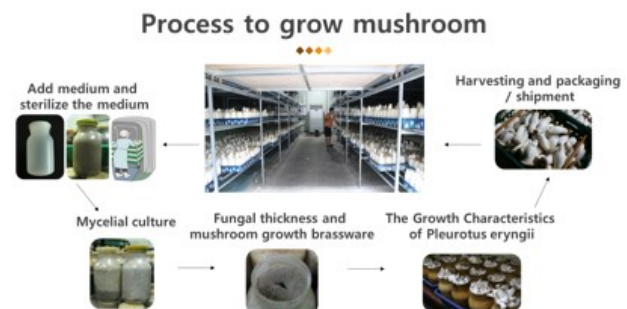 Process to grow mushroom
Add medium and
sterilize the medium
Harvesting and packaging
/ shipment
Mycelial culture
Fungal thickness and
mushroom growth brassware
The Growth Characteristics
of Pleurotus eryngii